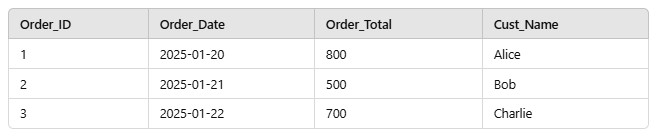 Order_ID Order_Date Order_Total Cust_Name
1 2025-01-20 800 Alice
2 2025-01-21 500 Bob
3 2025-01-22 700 Charlie